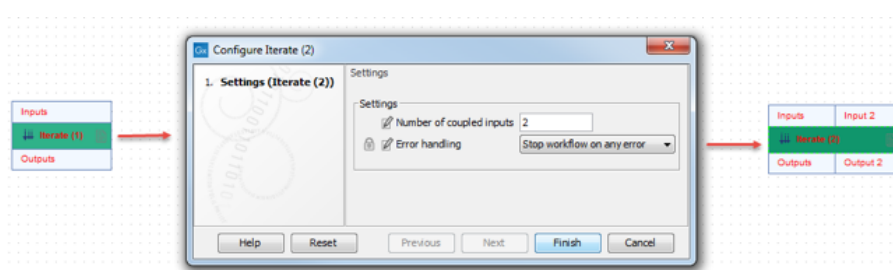 Configure Iterate (2)
1. Settings (Iterate (2))
Settings
Settings
Number of coupled inputs 2
Error handling Stop workflow on any error
Help Reset Previous Next Finish Cancel
Inputs
Iterate (1)
Outputs
Inputs Input 2
Iterate (2)
Outputs Output 2